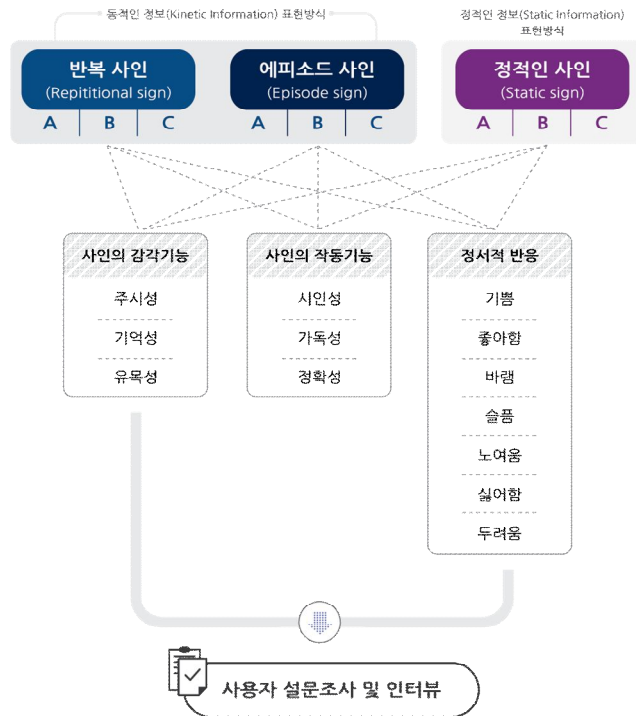 동적인 정보(Kinetic Information) 표현방식
정적인 정보(Static Information)
표현방식
반복 사인
(Repititional sign)
A B C
에피소드 사인
(Episode sign)
A B C
정적인 사인
(Static sign)
A B C
사인의 감각기능
주시성
기억성
유목성
사인의 작동기능
시인성
가독성
정확성
정서적 반응
기쁨
좋아함
바램
슬픔
노여움
싫어함
두려움
사용자 설문조사 및 인터뷰